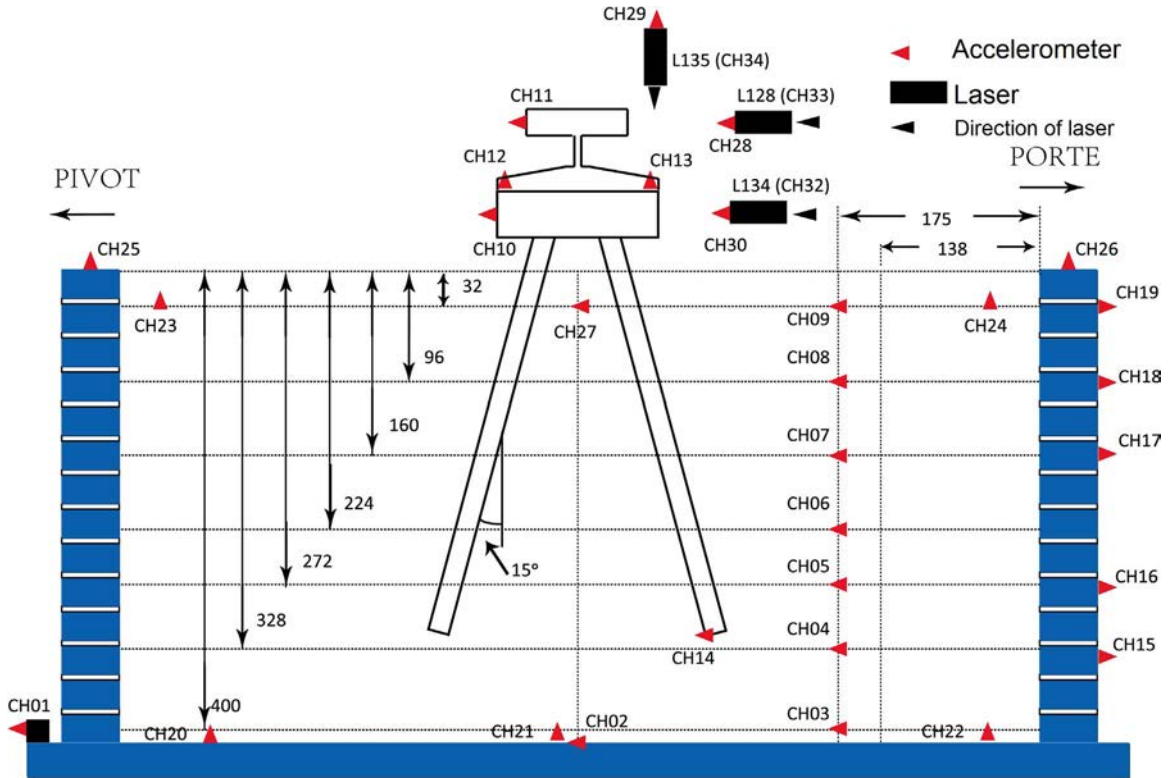 CH29
Accelerometer
L135 (CH34)
Laser
L128 (CH33)
CH11
Direction of laser
CH28
CH12
CH13
PIVOT
PORTE
L134 (CH32)
175
CH10
CH30
138
CH25
CH26
32
CH23
CH27
CH09
CH24
CH19
96
CH08
CH18
160
CH07
CH17
224
CH06
272
15º
CH05
CH16
328
CH04
CH14
CH15
CH01
400
CH20
CH21
CH02
CH03
CH22